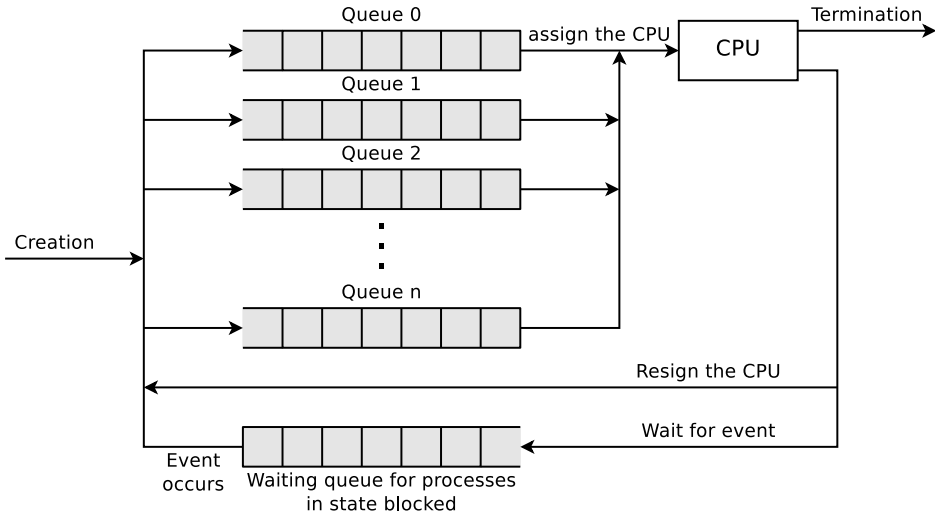 Queue 0
Termination
assign the CPU
CPU
Queue 1
Queue 2
Creation
Queue n
Resign the CPU
Wait for event
Event
occurs
Waiting queue for processes
in state blocked